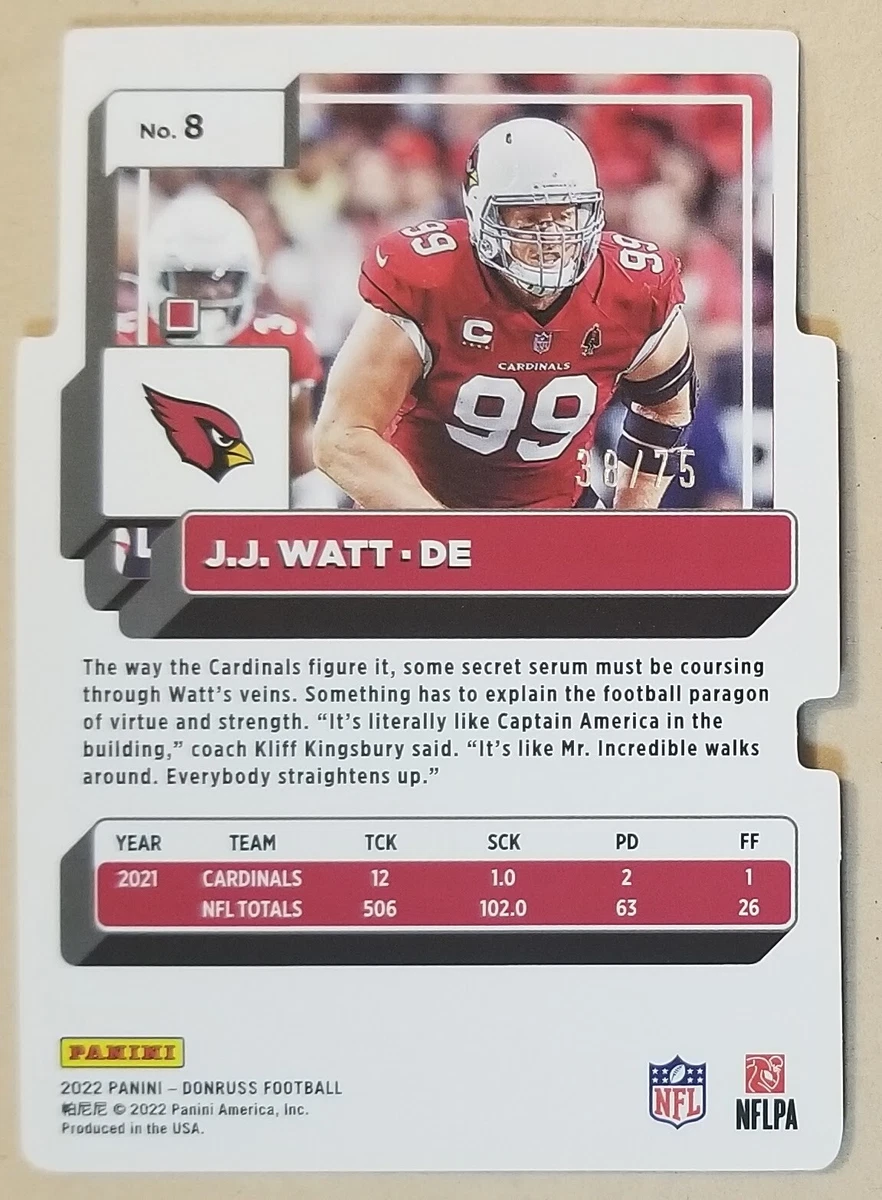 No. 8
99
99
C
CARDINALS
99
38/75
J.J. WATT · DE
The way the Cardinals figure it, some secret serum must be coursing
through Watt's veins. Something has to explain the football paragon
of virtue and strength. “It's literally like Captain America in the
building,” coach Kliff Kingsbury said. “It's like Mr. Incredible walks
around. Everybody straightens up.”
YEAR TEAM TCK SCK PD FF
2021 CARDINALS 12 1.0 2 1
NFL TOTALS 506 102.0 63 26
PANINI
2022 PANINI – DONRUSS FOOTBALL
帕尼尼 © 2022 Panini America, Inc.
Produced in the USA.
NFL
NFLPA